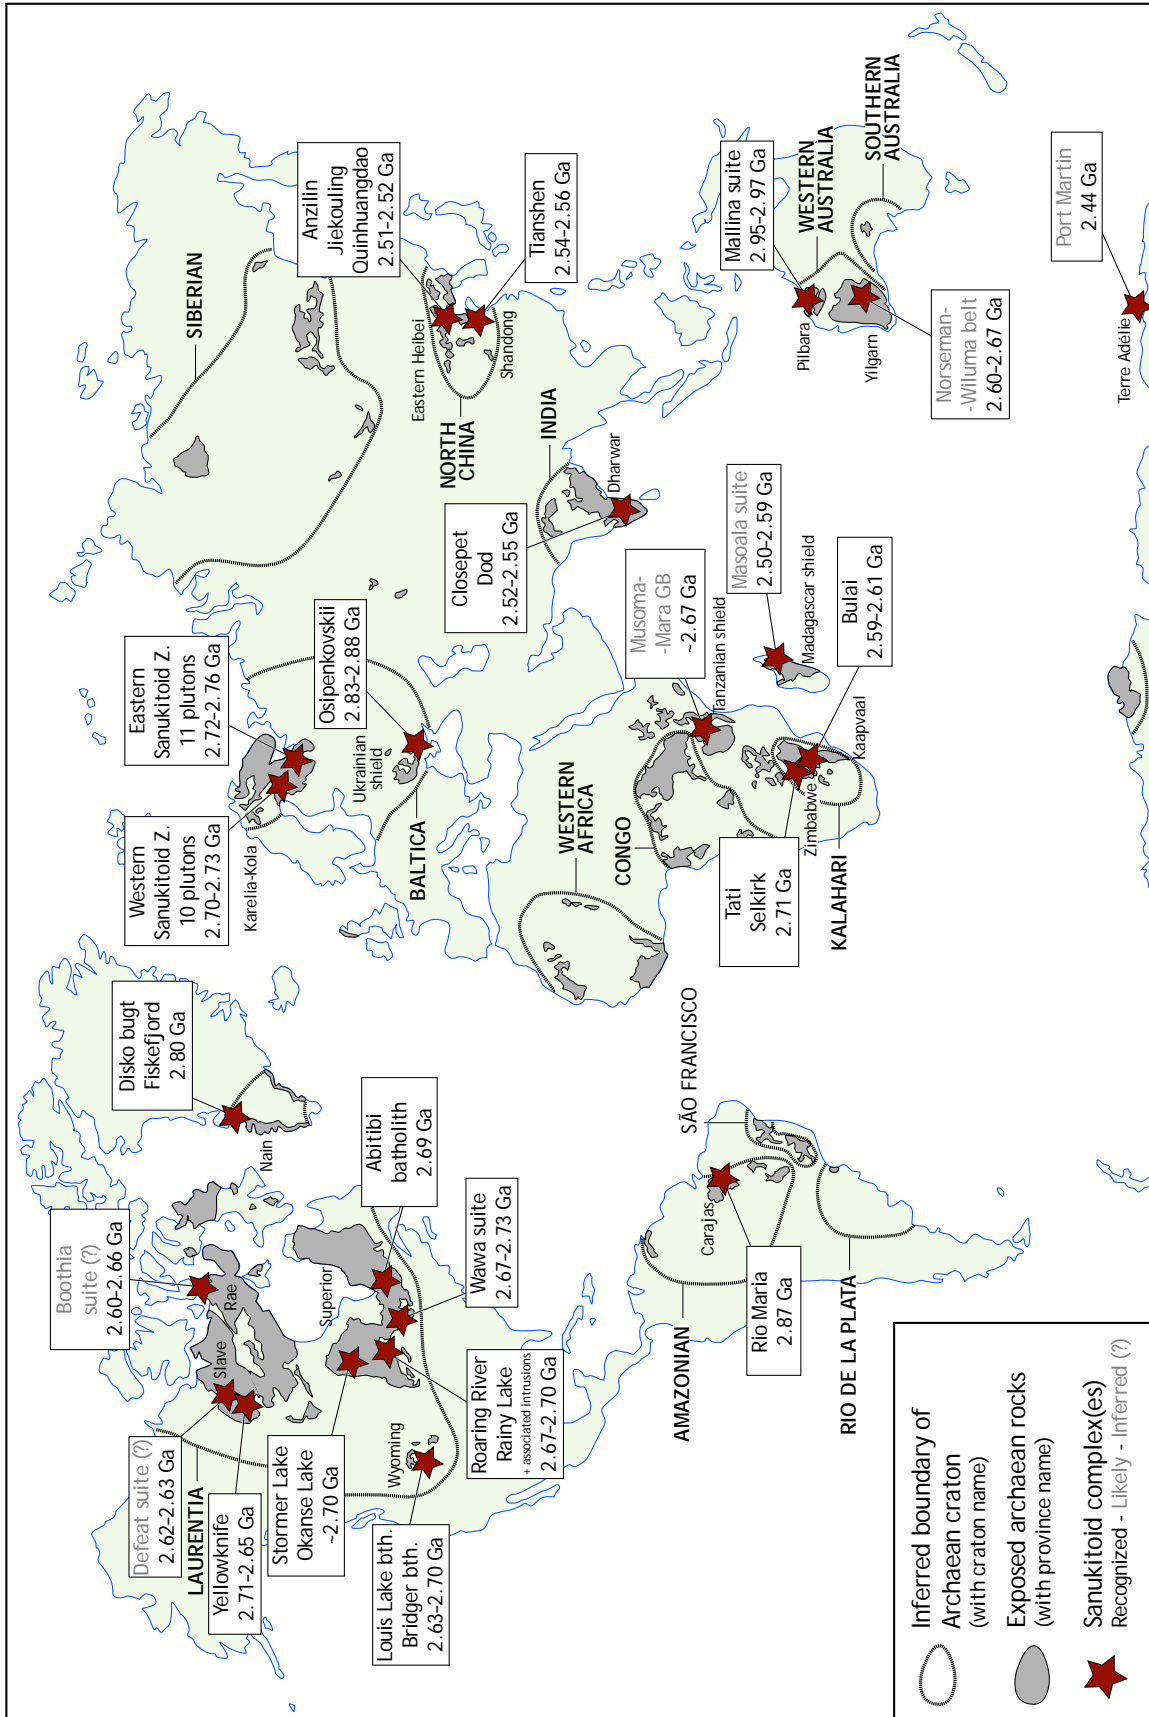 Boothia
suite (?)
2.60–2.66 Ga
Defeat suite (?)
2.62–2.63 Ga
LAURENTIA
Yellowknife
2.71–2.65 Ga
Slave
Rae
Stormer Lake
Okanse Lake
~2.70 Ga
Louis Lake bth.
Bridger bth.
2.63–2.70 Ga
Wyoming
Superior
Roaring River
Rainy Lake
+ associated intrusions
2.67–2.70 Ga
Wawa suite
2.67–2.73 Ga
Abitibi
batholith
2.69 Ga
Disko bugt
Fiskefjord
2.80 Ga
Nain
AMAZONIAN
Carajas
Rio Maria
2.87 Ga
SÃO FRANCISCO
RIO DE LA PLATA
Western
Sanukitoid Z.
10 plutons
2.70–2.73 Ga
Karelia-Kola
Eastern
Sanukitoid Z.
11 plutons
2.72–2.76 Ga
Osipenkovskii
2.83–2.88 Ga
Ukrainian
shield
BALTICA
WESTERN
AFRICA
CONGO
Tati
Selkirk
2.71 Ga
Zimbabwe
KALAHARI
Kaapvaal
Bulai
2.59–2.61 Ga
Musoma-
-Mara GB
~2.67 Ga
Tanzanian shield
Masoala suite
2.50–2.59 Ga
Madagascar shield
SIBERIAN
Anzilin
Jiekouling
Quinhuangdao
2.51–2.52 Ga
Eastern Heibei
Tianshen
2.54–2.56 Ga
Shandong
NORTH
CHINA
INDIA
Closepet
Dod
2.52–2.55 Ga
Dharwar
Mallina suite
2.95–2.97 Ga
Pilbara
WESTERN
AUSTRALIA
SOUTHERN
AUSTRALIA
Yilgarn
Norseman-
-Wiluma belt
2.60–2.67 Ga
Port Martin
2.44 Ga
Terre Adélie
Inferred boundary of
Archaean craton
(with craton name)
Exposed archaean rocks
(with province name)
Sanukitoid complex(es)
Recognized - Likely - Inferred (?)